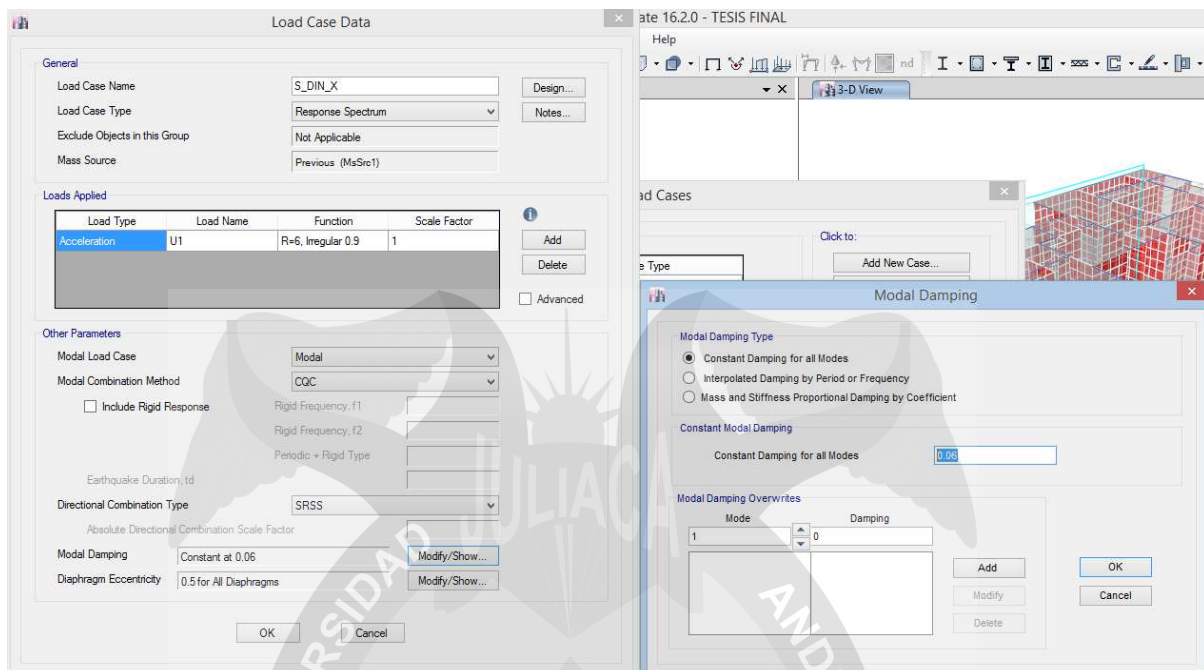 Load Case Data
General
Load Case Name S_DIN_X Design...
Load Case Type Response Spectrum Notes...
Exclude Objects in this Group Not Applicable
Mass Source Previous (MsSrc1)
Loads Applied
Load Type Load Name Function Scale Factor
Acceleration U1 R=6, Irregular 0.9 1
Add
Delete
Advanced
Other Parameters
Modal Load Case Modal
Modal Combination Method CQC
Include Rigid Response Rigid Frequency, f1
Rigid Frequency, f2
Periodic + Rigid Type
Earthquake Duration, td
Directional Combination Type SRSS
Absolute Directional Combination Scale Factor
Modal Damping Constant at 0.06 Modify/Show...
Diaphragm Eccentricity 0.5 for All Diaphragms Modify/Show...
OK Cancel
ate 16.2.0 - TESIS FINAL
Help
nd
3-D View
ad Cases
Click to:
e Type
Add New Case...
Modal Damping
Modal Damping Type
Constant Damping for all Modes
Interpolated Damping by Period or Frequency
Mass and Stiffness Proportional Damping by Coefficient
Constant Modal Damping
Constant Damping for all Modes 0.06
Modal Damping Overwrites
Mode Damping
1 0
Add
Modify
Delete
OK
Cancel
JULIACA
RSIDAD
AND